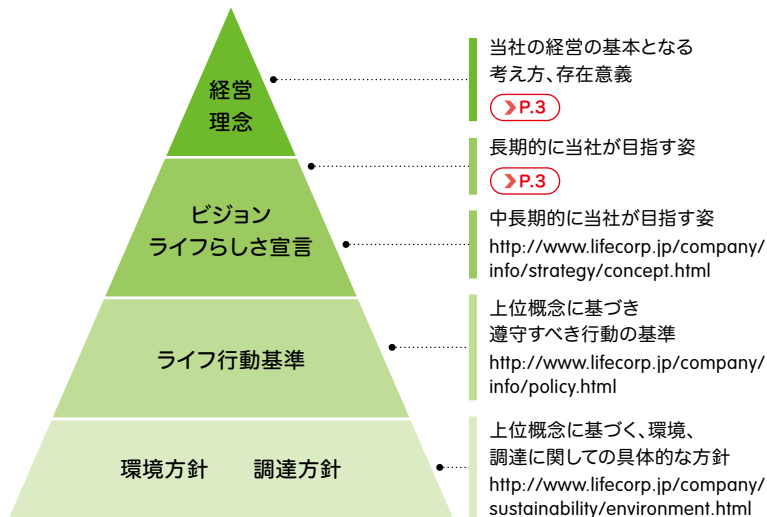 経営
理念
当社の経営の基本となる
考え方、存在意義
P.3
長期的に当社が目指す姿
P.3
ビジョン
ライフらしさ宣言
中長期的に当社が目指す姿
http://www.lifecorp.jp/company/
info/strategy/concept.html
ライフ行動基準
上位概念に基づき
遵守すべき行動の基準
http://www.lifecorp.jp/company/
info/policy.html
環境方針 調達方針
上位概念に基づく、環境、
調達に関しての具体的な方針
http://www.lifecorp.jp/company/
sustainability/environment.html